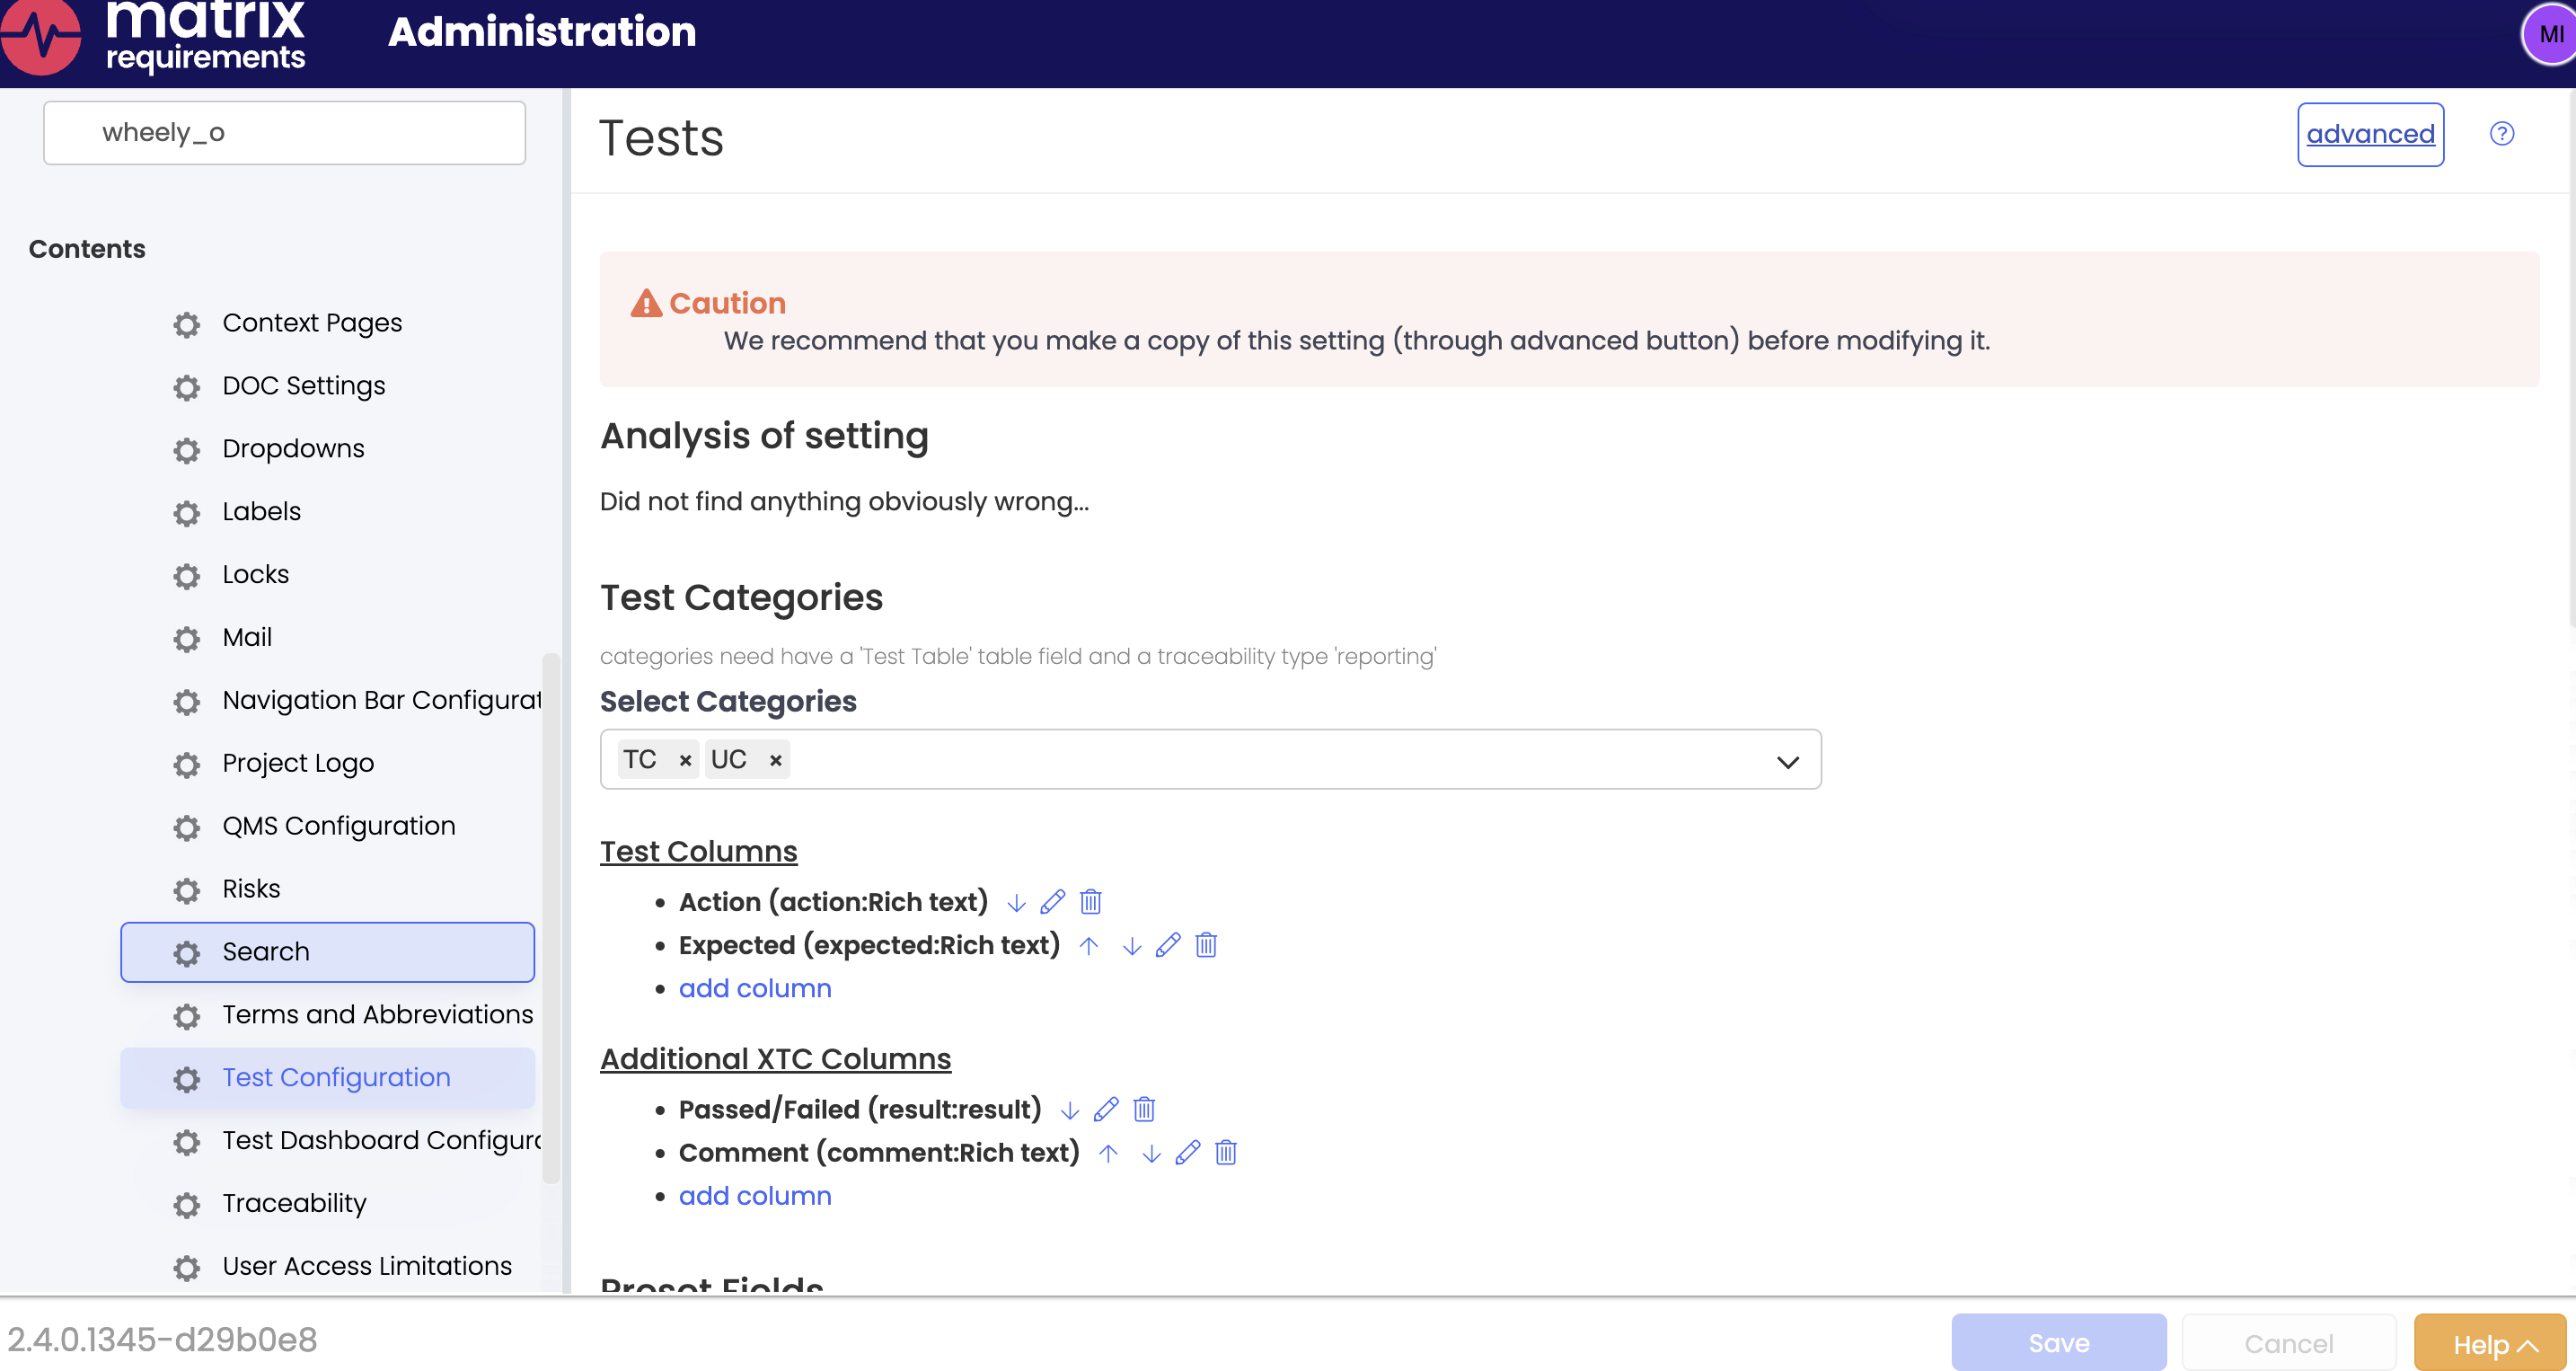 matrix
requirements
Administration
MI
wheely_o
Contents
Context Pages
DOC Settings
Dropdowns
Labels
Locks
Mail
Navigation Bar Configurat
Project Logo
QMS Configuration
Risks
Search
Terms and Abbreviations
Test Configuration
Test Dashboard Configura
Traceability
User Access Limitations
Tests
advanced
?
Caution
We recommend that you make a copy of this setting (through advanced button) before modifying it.
Analysis of setting
Did not find anything obviously wrong...
Test Categories
categories need have a 'Test Table' table field and a traceability type 'reporting'
Select Categories
TC × UC ×
Test Columns
Action (action:Rich text)
Expected (expected:Rich text)
add column
Additional XTC Columns
Passed/Failed (result:result)
Comment (comment:Rich text)
add column
Preset Fields
2.4.0.1345-d29b0e8
Save
Cancel
Help